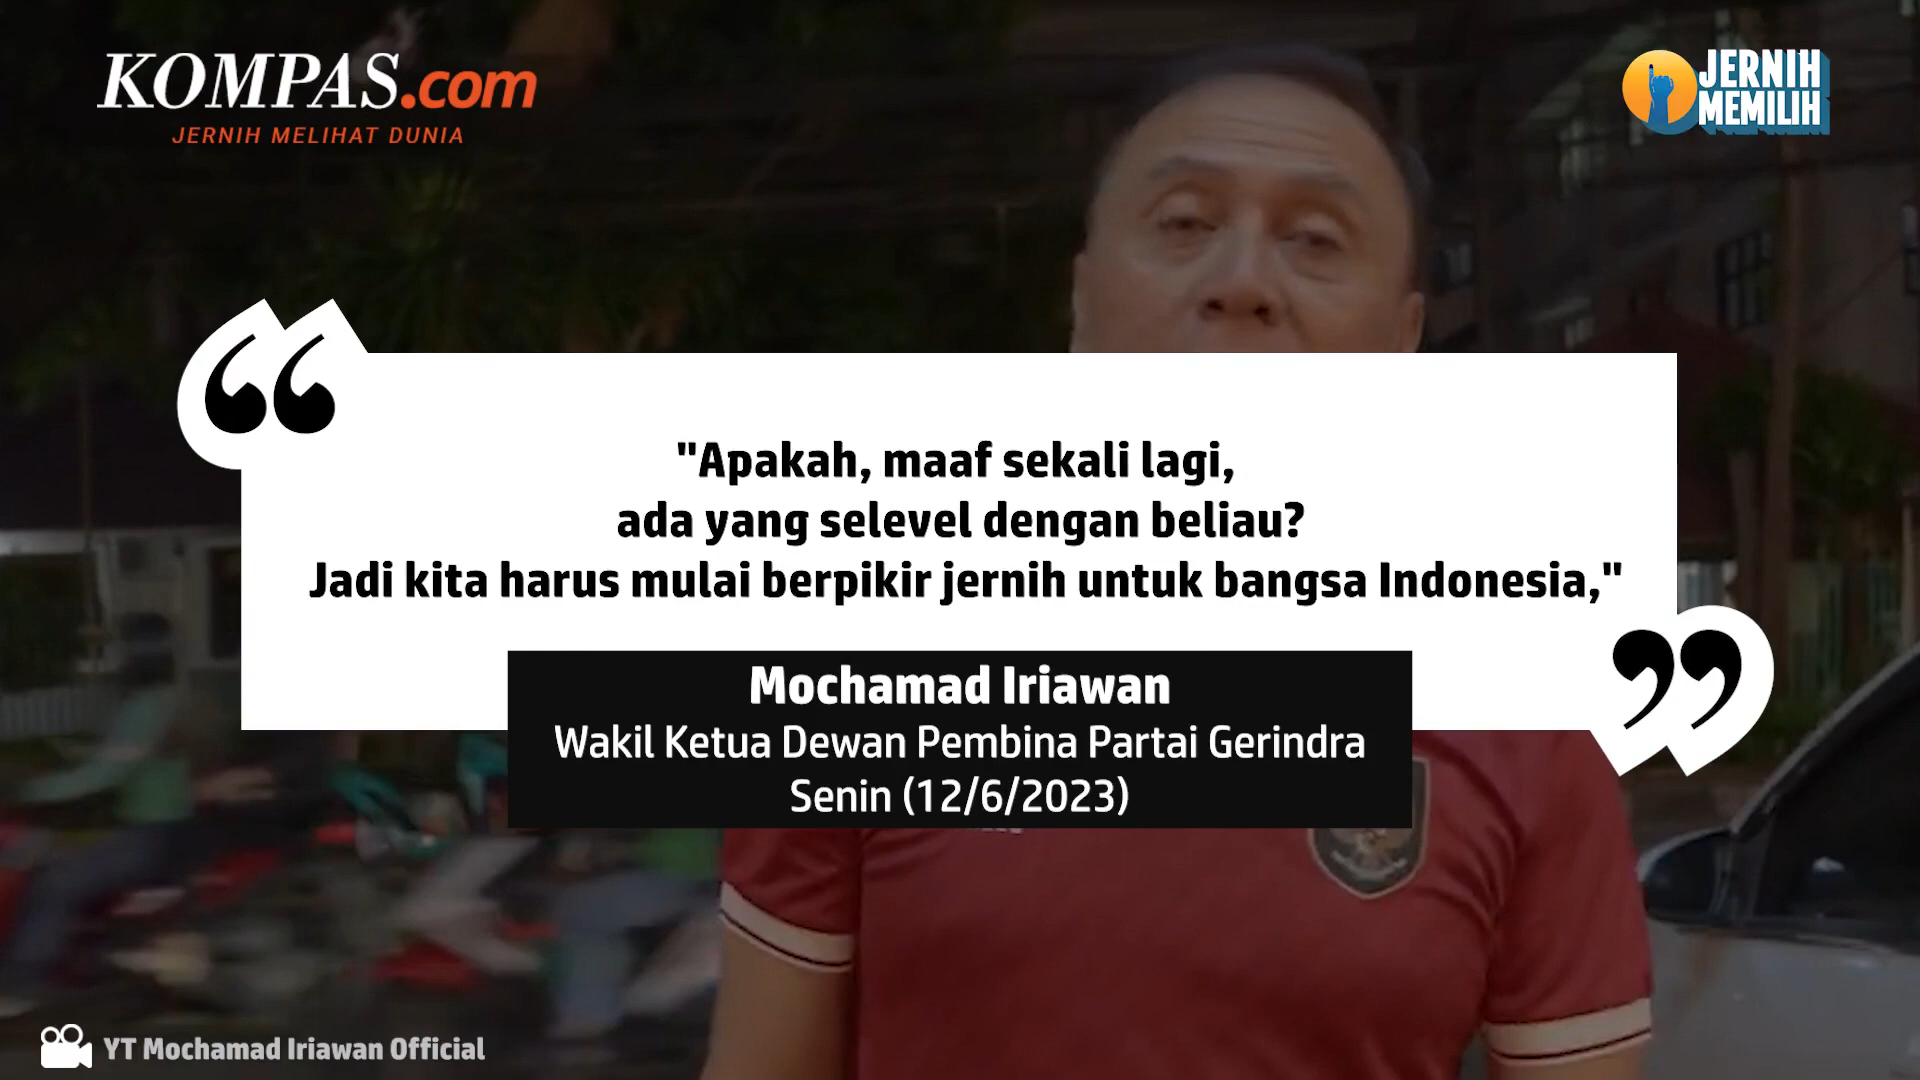 KOMPAS.com
JERNIH MELIHAT DUNIA
JERNIH
MEMILIH
"Apakah, maaf sekali lagi,
ada yang selevel dengan beliau?
Jadi kita harus mulai berpikir jernih untuk bangsa Indonesia,"
Mochamad Iriawan
Wakil Ketua Dewan Pembina Partai Gerindra
Senin (12/6/2023)
YT Mochamad Iriawan Official